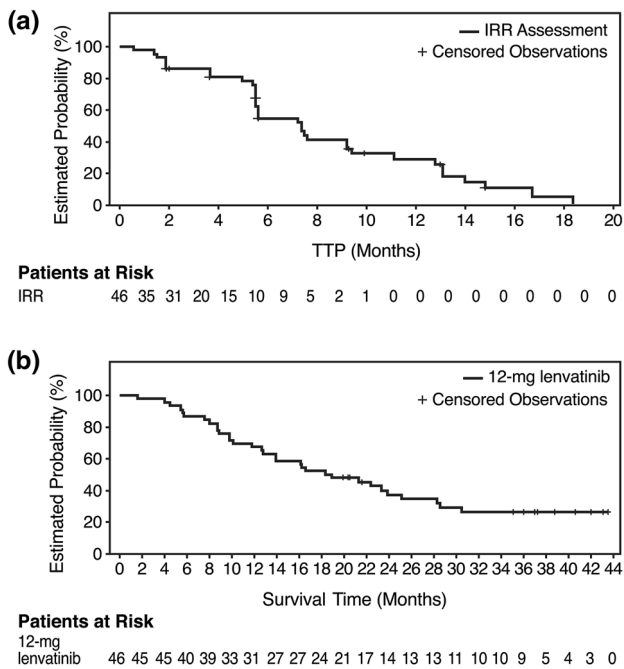 (a)
IRR Assessment
+ Censored Observations
Estimated Probability (%)
100
80
60
40
20
0
0 2 4 6 8 10 12 14 16 18 20
TTP (Months)
Patients at Risk
IRR 46 35 31 20 15 10 9 5 2 1 0 0 0 0 0 0 0 0 0
(b)
12-mg lenvatinib
+ Censored Observations
Estimated Probability (%)
100
80
60
40
20
0
0 2 4 6 8 10 12 14 16 18 20 22 24 26 28 30 32 34 36 38 40 42 44
Survival Time (Months)
Patients at Risk
12-mg
lenvatinib 46 45 45 40 39 33 31 27 27 24 21 17 14 13 13 11 10 10 9 5 4 3 0